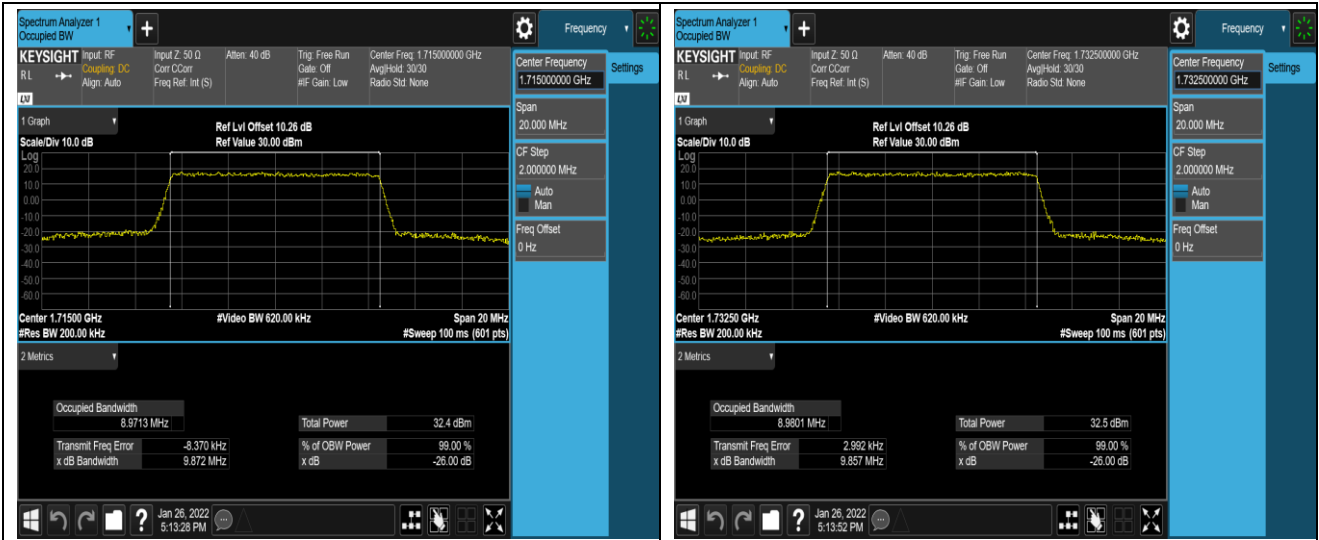 Spectrum Analyzer 1
Occupied BW
Frequency
KEYSIGHT
RL
LXI
Input: RF
Coupling: DC
Align: Auto
Input Z: 50 Ω
Corr CCorr
Freq Ref: Int (S)
Atten: 40 dB
Trig: Free Run
Gate: Off
#IF Gain: Low
Center Freq: 1.715000000 GHz
Avg|Hold: 30/30
Radio Std: None
Center Frequency
1.715000000 GHz
Settings
Span
20.000 MHz
CF Step
2.000000 MHz
Auto
Man
Freq Offset
0 Hz
1 Graph
Scale/Div 10.0 dB
Ref Lvl Offset 10.26 dB
Ref Value 30.00 dBm
Log
20.0
10.0
0.00
-10.0
-20.0
-30.0
-40.0
-50.0
-60.0
Center 1.71500 GHz
#Video BW 620.00 kHz
Span 20 MHz
#Res BW 200.00 kHz
#Sweep 100 ms (601 pts)
2 Metrics
Occupied Bandwidth
8.9713 MHz
Total Power 32.4 dBm
Transmit Freq Error -8.370 kHz
% of OBW Power 99.00 %
x dB Bandwidth 9.872 MHz
x dB -26.00 dB
?
Jan 26, 2022
5:13:28 PM
Spectrum Analyzer 1
Occupied BW
Frequency
KEYSIGHT
RL
LXI
Input: RF
Coupling: DC
Align: Auto
Input Z: 50 Ω
Corr CCorr
Freq Ref: Int (S)
Atten: 40 dB
Trig: Free Run
Gate: Off
#IF Gain: Low
Center Freq: 1.732500000 GHz
Avg|Hold: 30/30
Radio Std: None
Center Frequency
1.732500000 GHz
Settings
Span
20.000 MHz
CF Step
2.000000 MHz
Auto
Man
Freq Offset
0 Hz
1 Graph
Scale/Div 10.0 dB
Ref Lvl Offset 10.26 dB
Ref Value 30.00 dBm
Log
20.0
10.0
0.00
-10.0
-20.0
-30.0
-40.0
-50.0
-60.0
Center 1.73250 GHz
#Video BW 620.00 kHz
Span 20 MHz
#Res BW 200.00 kHz
#Sweep 100 ms (601 pts)
2 Metrics
Occupied Bandwidth
8.9801 MHz
Total Power 32.5 dBm
Transmit Freq Error 2.992 kHz
% of OBW Power 99.00 %
x dB Bandwidth 9.857 MHz
x dB -26.00 dB
?
Jan 26, 2022
5:13:52 PM